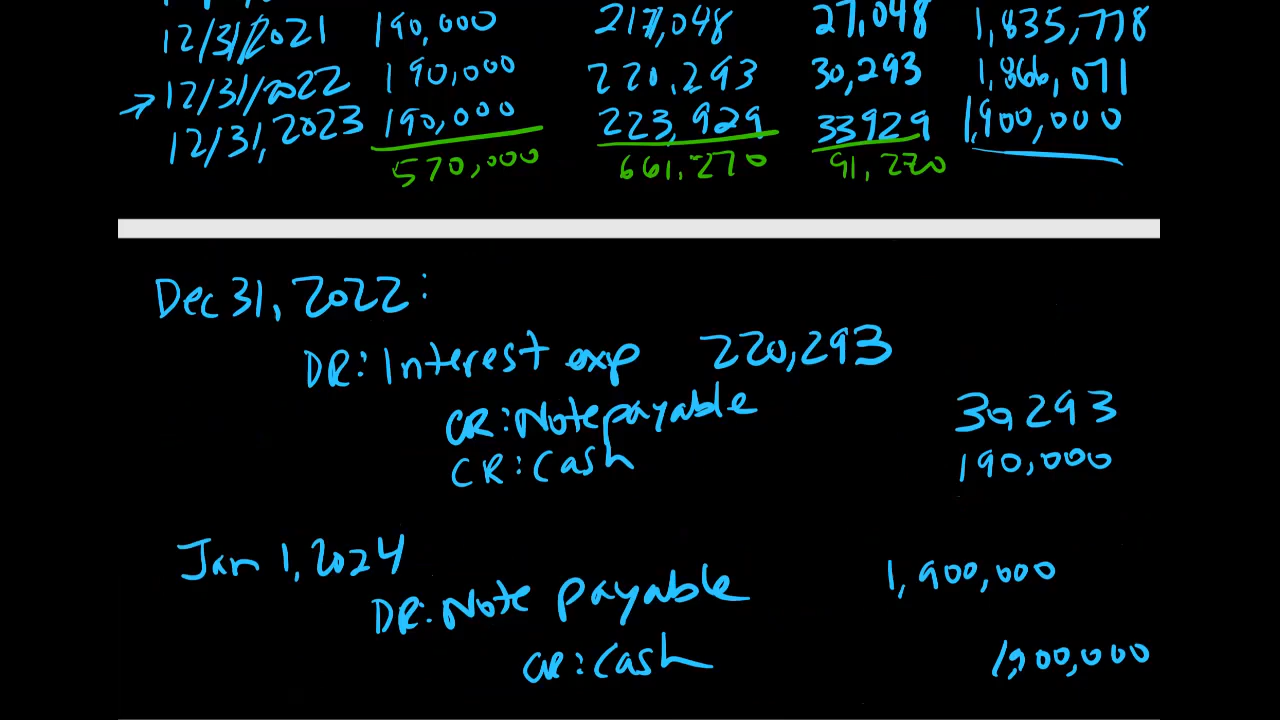 12/31/2021 190,000 217,048 27,048 1,835,778
→ 12/31/2022 190,000 220,293 30,293 1,866,071
12/31,2023 190,000 223,929 33929 1,900,000
570,000 661,270 91,270
Dec 31, 2022:
DR: Interest exp 220,293
CR: Note payable 30,293
CR: Cash 190,000
Jan 1, 2024
DR: Note payable 1,900,000
CR: Cash 1,900,000